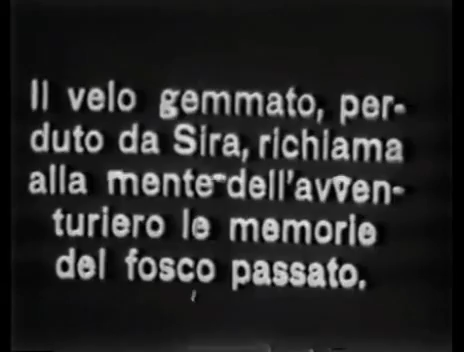 Il velo gemmato, per-
duto da Sira, richiama
alla mente dell'avven-
turiero le memorie
del fosco passato.